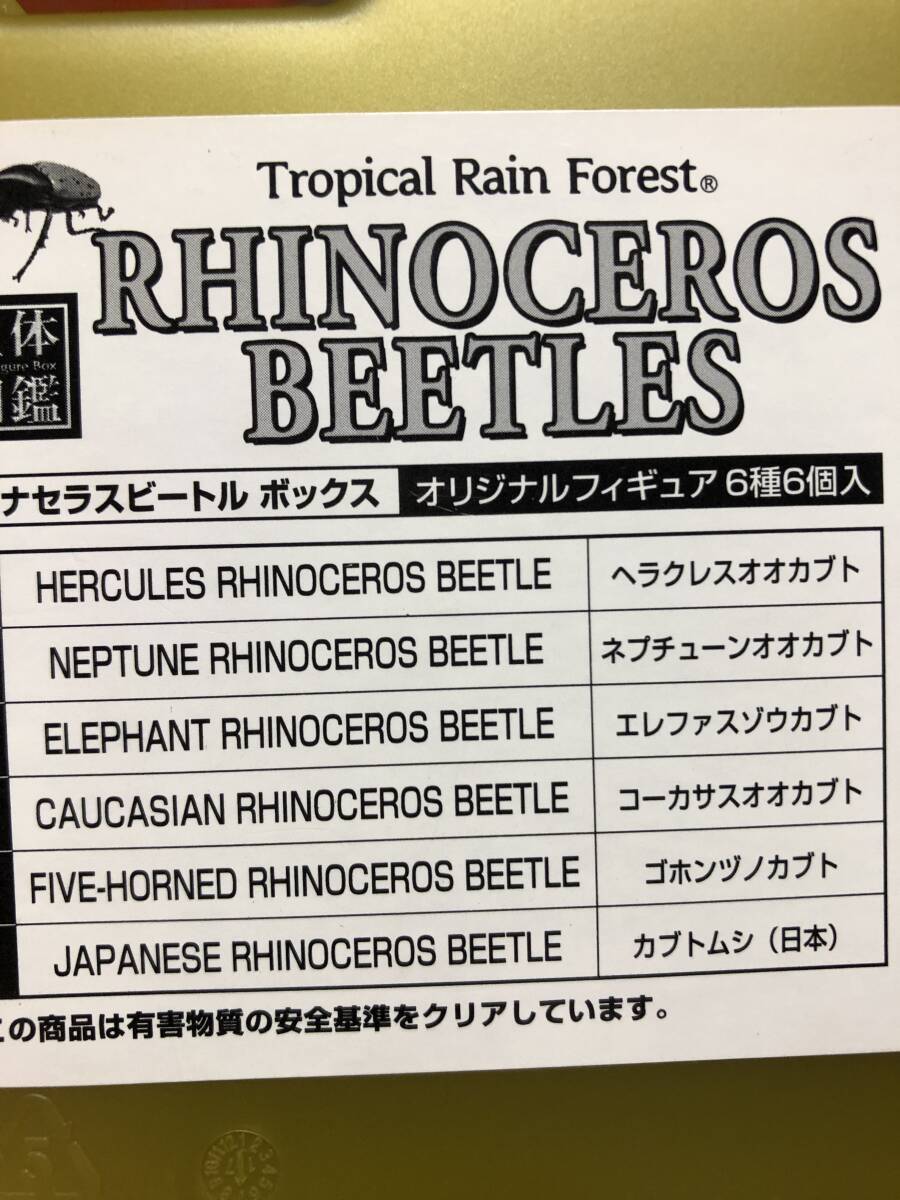 Tropical Rain Forest®
RHINOCEROS
BEETLES
体
gure Box
鑑
ナセラスビートル ボックス オリジナルフィギュア6種6個入
HERCULES RHINOCEROS BEETLE ヘラクレスオオカブト
NEPTUNE RHINOCEROS BEETLE ネプチューンオオカブト
ELEPHANT RHINOCEROS BEETLE エレファスゾウカブト
CAUCASIAN RHINOCEROS BEETLE コーカサスオオカブト
FIVE-HORNED RHINOCEROS BEETLE ゴホンヅノカブト
JAPANESE RHINOCEROS BEETLE カブトムシ（日本）
この商品は有害物質の安全基準をクリアしています。
5